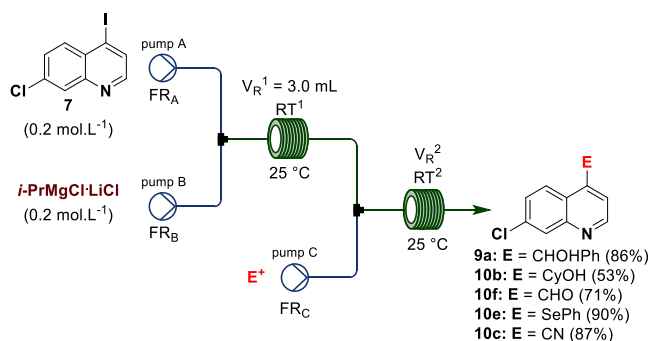 I
Cl
N
7
(0.2 mol.L⁻¹)
pump A
FR_A
V_R¹ = 3.0 mL
RT¹
25 °C
i-PrMgCl·LiCl
(0.2 mol.L⁻¹)
pump B
FR_B
V_R²
RT²
25 °C
pump C
E⁺
FR_C
E
Cl
N
9a: E = CHOHPh (86%)
10b: E = CyOH (53%)
10f: E = CHO (71%)
10e: E = SePh (90%)
10c: E = CN (87%)